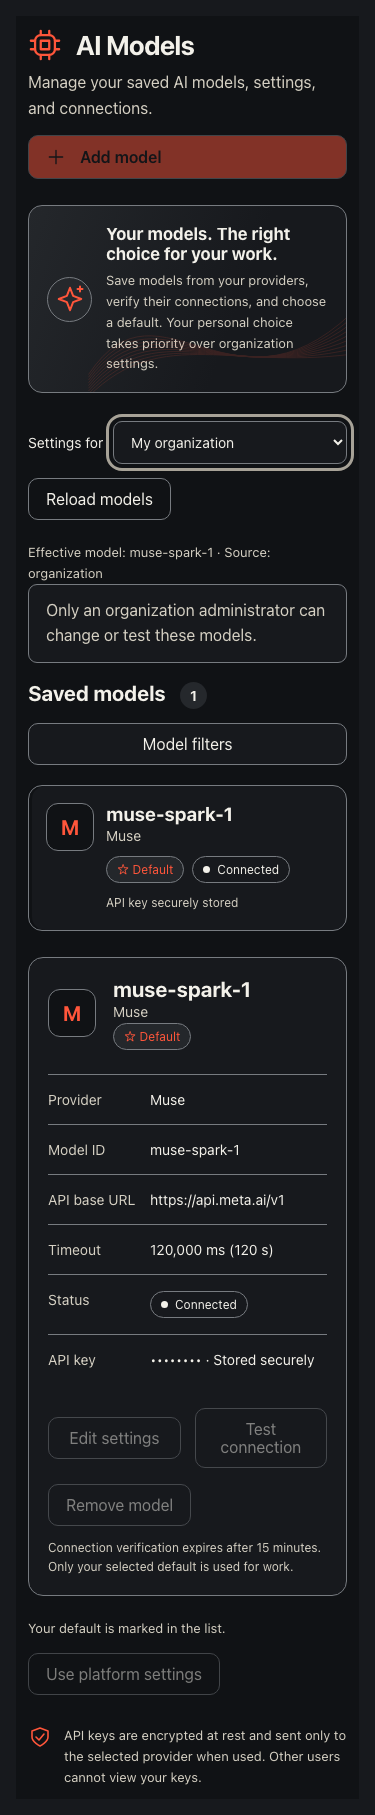 AI Models
Manage your saved AI models, settings,
and connections.
Add model
Your models. The right
choice for your work.
Save models from your providers,
verify their connections, and choose
a default. Your personal choice
takes priority over organization
settings.
Settings for
My organization
Reload models
Effective model: muse-spark-1 · Source:
organization
Only an organization administrator can
change or test these models.
Saved models 1
Model filters
M
muse-spark-1
Muse
Default
Connected
API key securely stored
M
muse-spark-1
Muse
Default
Provider Muse
Model ID muse-spark-1
API base URL https://api.meta.ai/v1
Timeout 120,000 ms (120 s)
Status Connected
API key •••••••• · Stored securely
Edit settings
Test
connection
Remove model
Connection verification expires after 15 minutes.
Only your selected default is used for work.
Your default is marked in the list.
Use platform settings
API keys are encrypted at rest and sent only to
the selected provider when used. Other users
cannot view your keys.